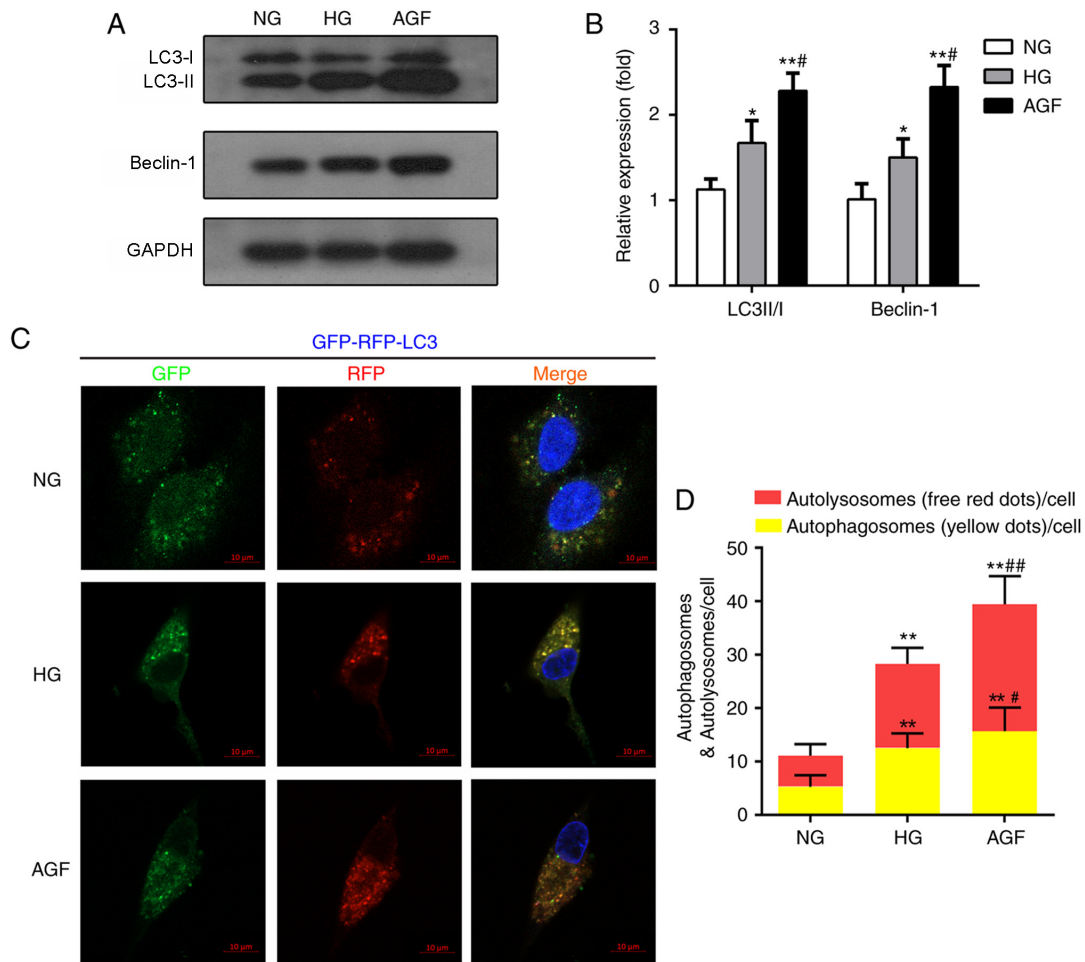 A
NG HG AGF
LC3-I
LC3-II
Beclin-1
GAPDH
B
Relative expression (fold)
3
2
1
0
**#
*
**#
*
NG
HG
AGF
LC3II/I Beclin-1
C
GFP-RFP-LC3
GFP RFP Merge
NG
10 μm 10 μm 10 μm
HG
10 μm 10 μm 10 μm
AGF
10 μm 10 μm 10 μm
D
Autolysosomes (free red dots)/cell
Autophagosomes (yellow dots)/cell
Autophagosomes
& Autolysosomes/cell
50
40
30
20
10
0
**##
**
** #
**
NG HG AGF